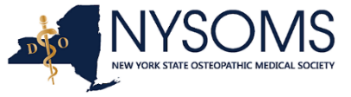 D O
NYSOMS
NEW YORK STATE OSTEOPATHIC MEDICAL SOCIETY